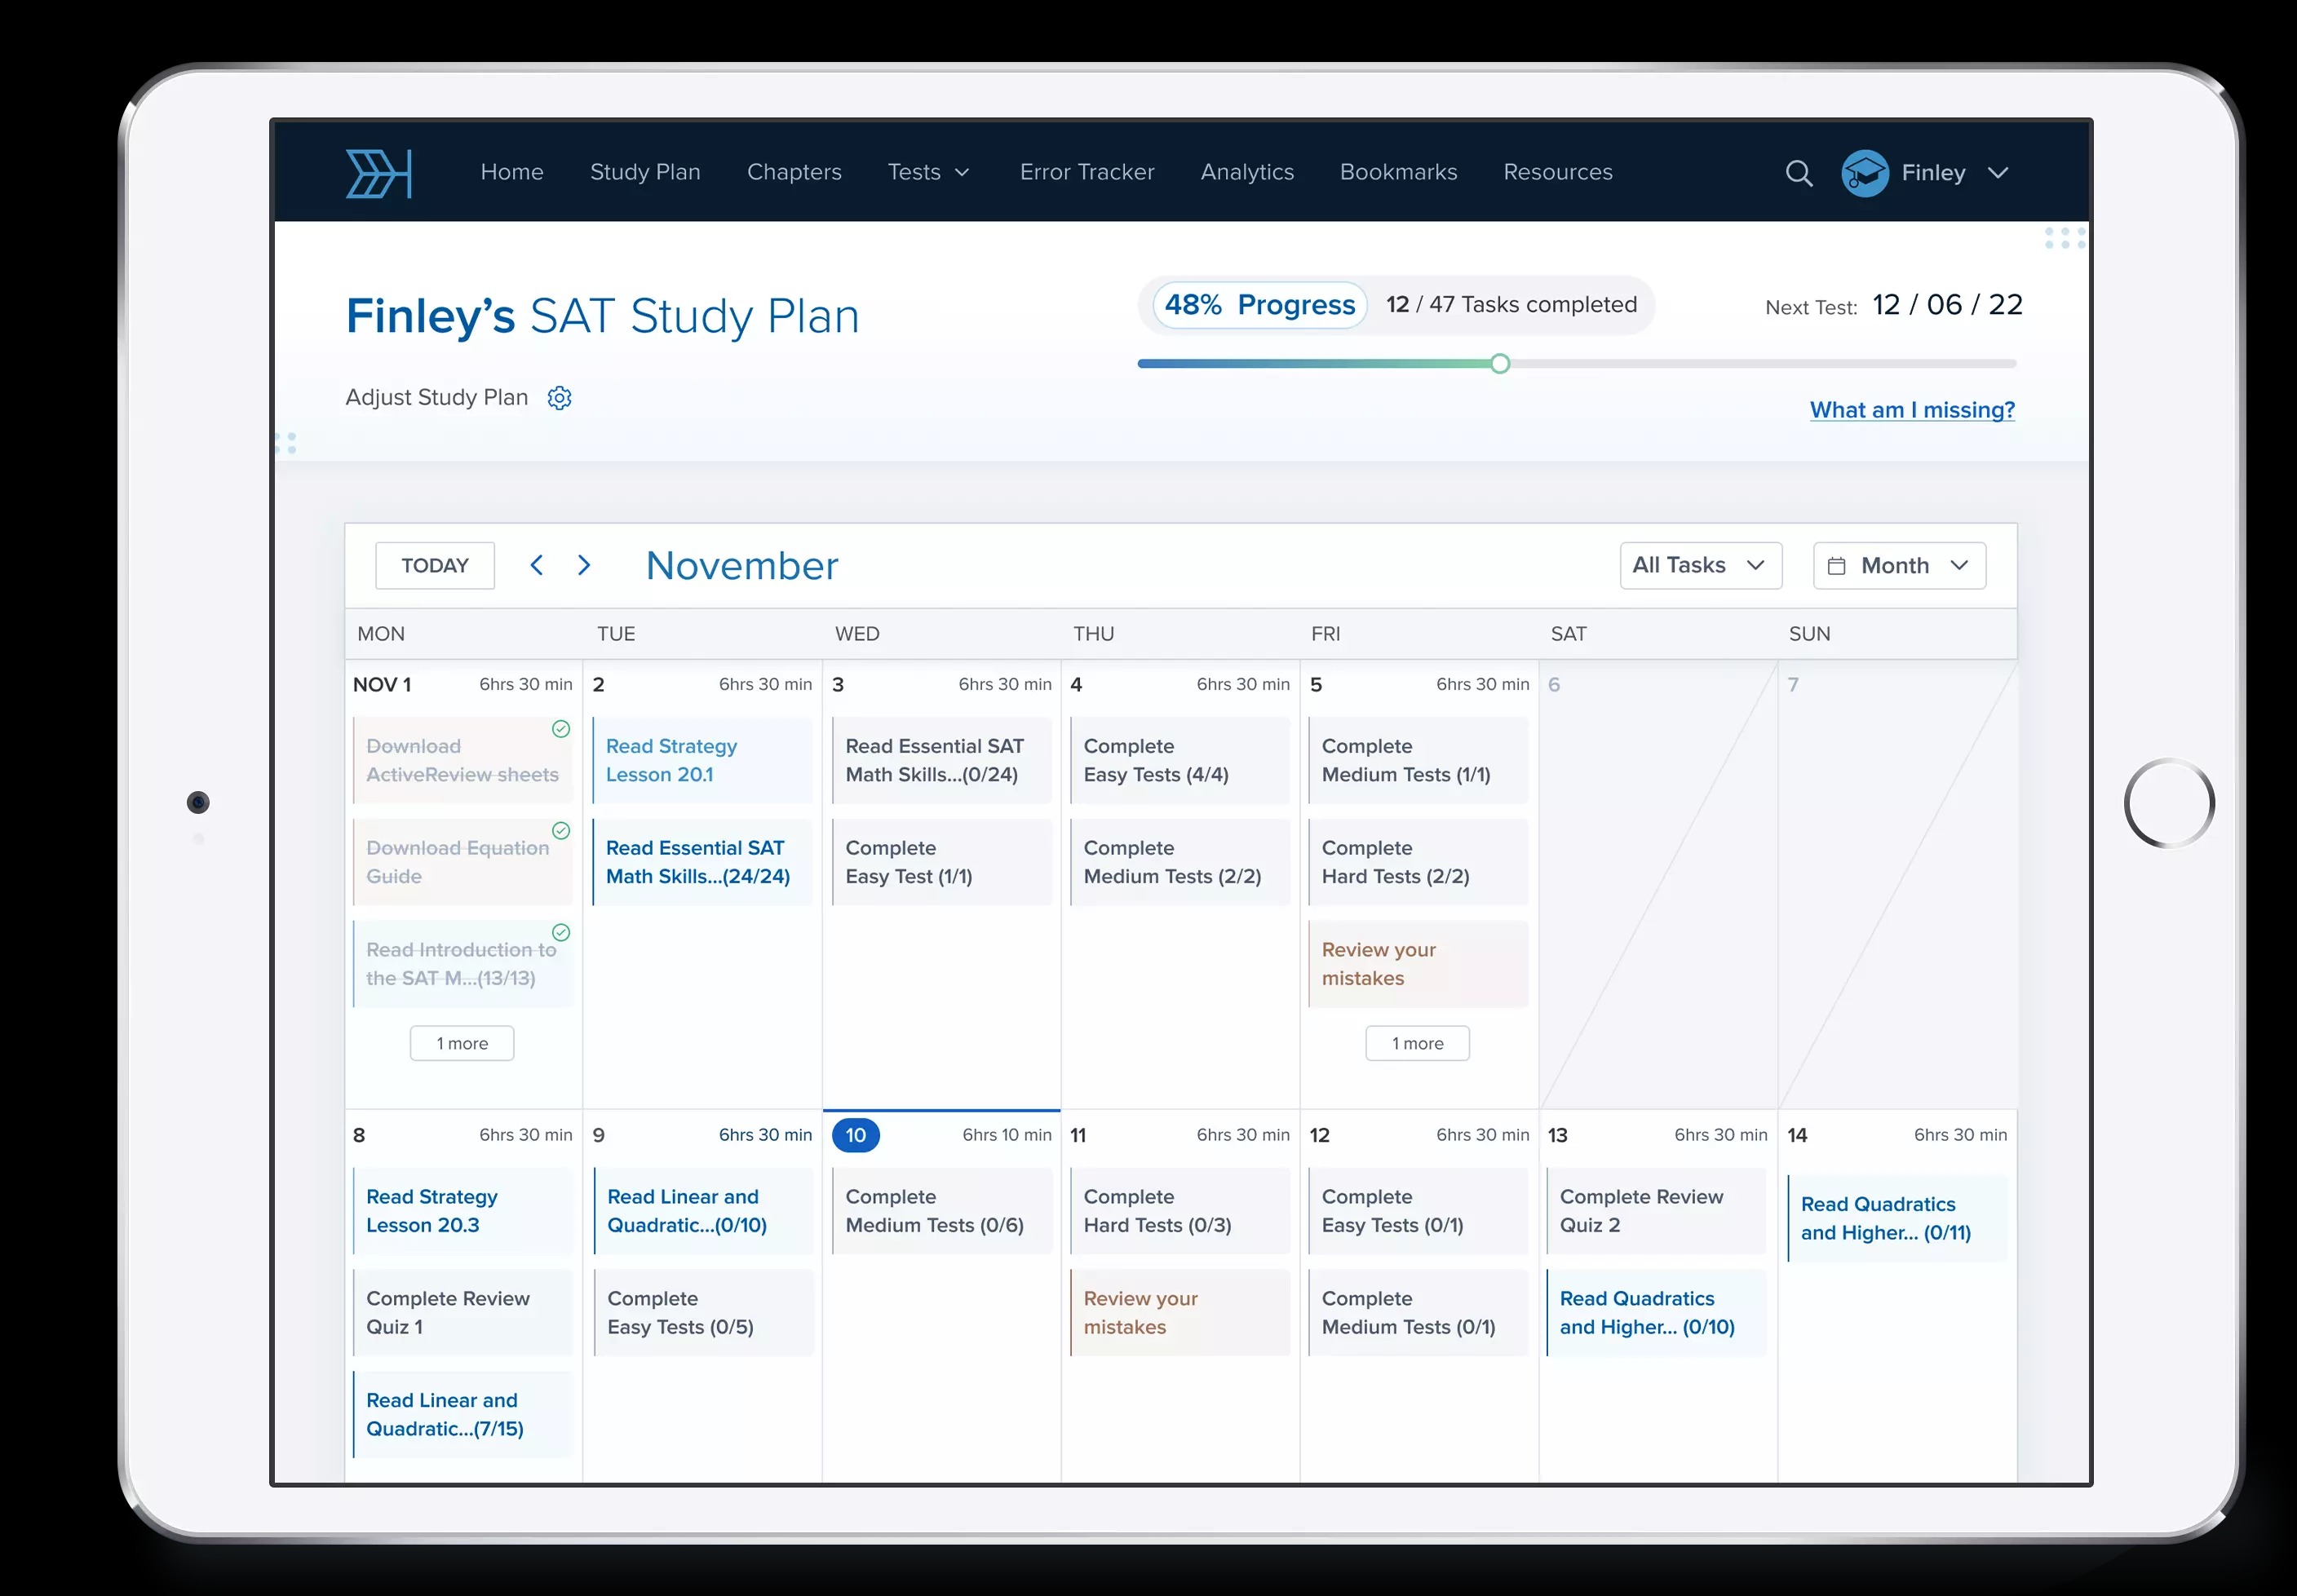 Home Study Plan Chapters Tests Error Tracker Analytics Bookmarks Resources Finley
Finley's SAT Study Plan
48% Progress 12 / 47 Tasks completed
Next Test: 12 / 06 / 22
Adjust Study Plan
What am I missing?
TODAY November All Tasks Month
MON TUE WED THU FRI SAT SUN
NOV 1 6hrs 30 min
Download
ActiveReview sheets
Download Equation
Guide
Read Introduction to
the SAT M...(13/13)
1 more
2 6hrs 30 min
Read Strategy
Lesson 20.1
Read Essential SAT
Math Skills...(24/24)
3 6hrs 30 min
Read Essential SAT
Math Skills...(0/24)
Complete
Easy Test (1/1)
4 6hrs 30 min
Complete
Easy Tests (4/4)
Complete
Medium Tests (2/2)
5 6hrs 30 min
Complete
Medium Tests (1/1)
Complete
Hard Tests (2/2)
Review your
mistakes
1 more
6
7
8 6hrs 30 min
Read Strategy
Lesson 20.3
Complete Review
Quiz 1
Read Linear and
Quadratic...(7/15)
9 6hrs 30 min
Read Linear and
Quadratic...(0/10)
Complete
Easy Tests (0/5)
10 6hrs 10 min
Complete
Medium Tests (0/6)
11 6hrs 30 min
Complete
Hard Tests (0/3)
Review your
mistakes
12 6hrs 30 min
Complete
Easy Tests (0/1)
Complete
Medium Tests (0/1)
13 6hrs 30 min
Complete Review
Quiz 2
Read Quadratics
and Higher... (0/10)
14 6hrs 30 min
Read Quadratics
and Higher... (0/11)